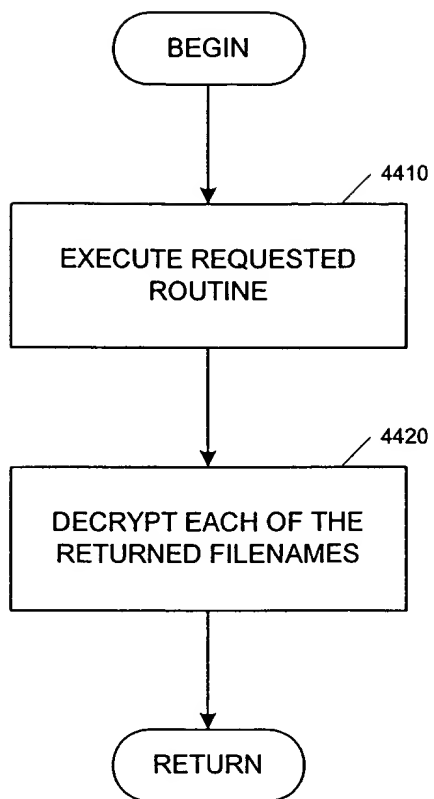 BEGIN
4410
EXECUTE REQUESTED
ROUTINE
4420
DECRYPT EACH OF THE
RETURNED FILENAMES
RETURN